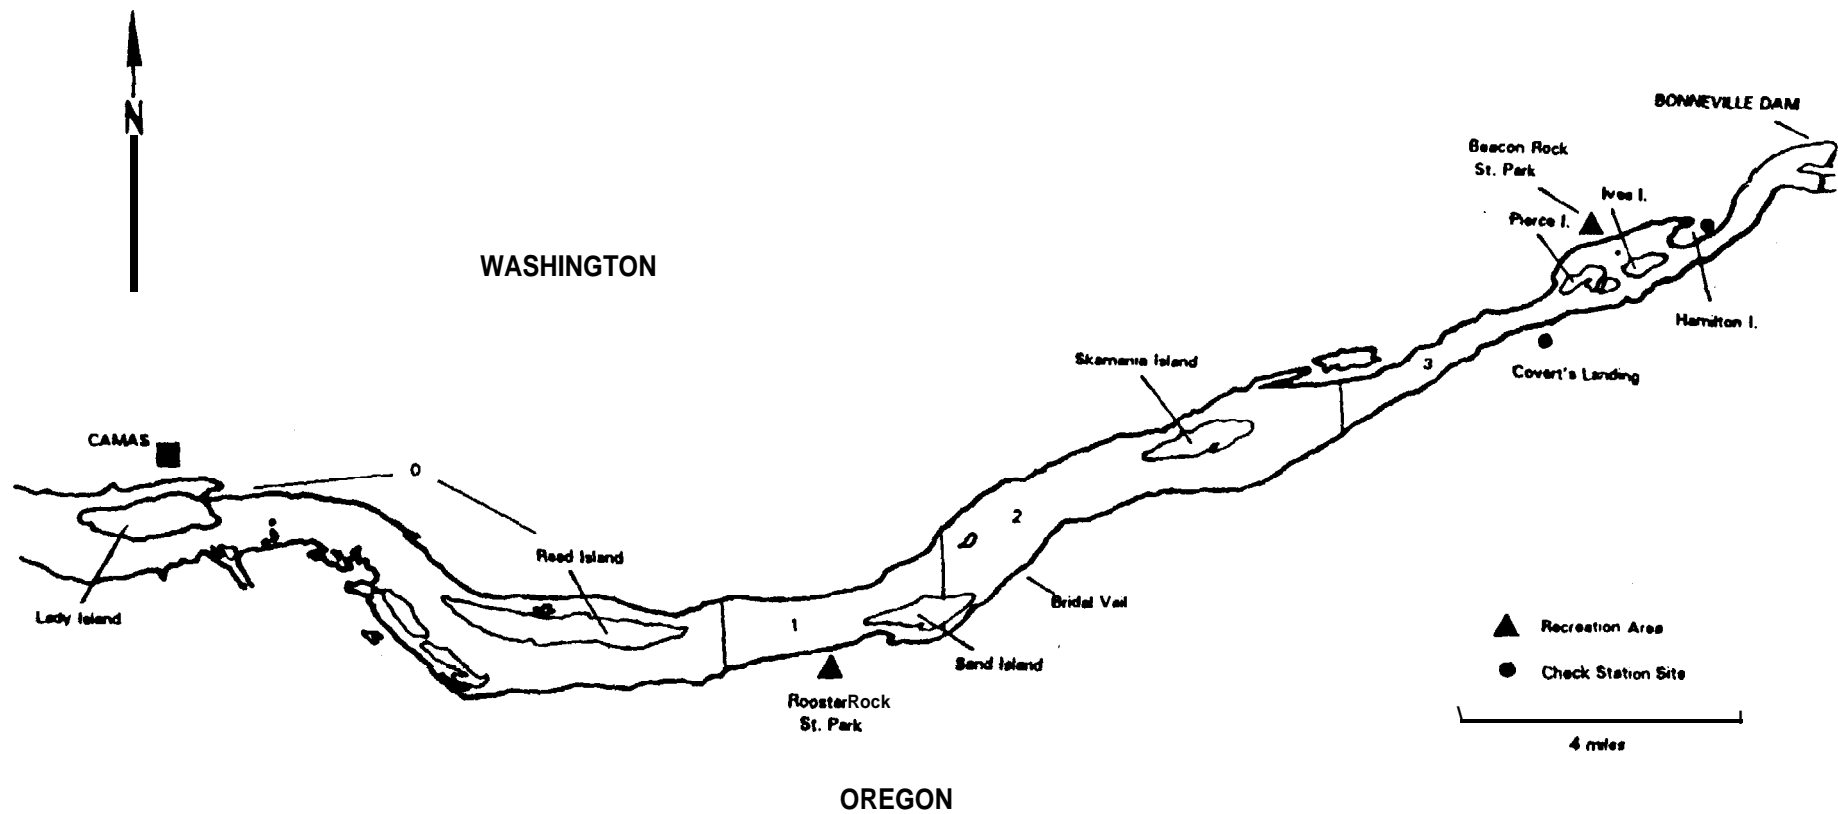 N
BONNEVILLE DAM
Beacon Rock
St. Park
Ives I.
Pierce I.
WASHINGTON
Hamilton I.
Skamania Island
3
Covert's Landing
CAMAS
0
2
Reed Island
Lady Island
1
Bridal Vail
Sand Island
Recreation Area
Check Station Site
RoosterRock
St. Park
4 miles
OREGON